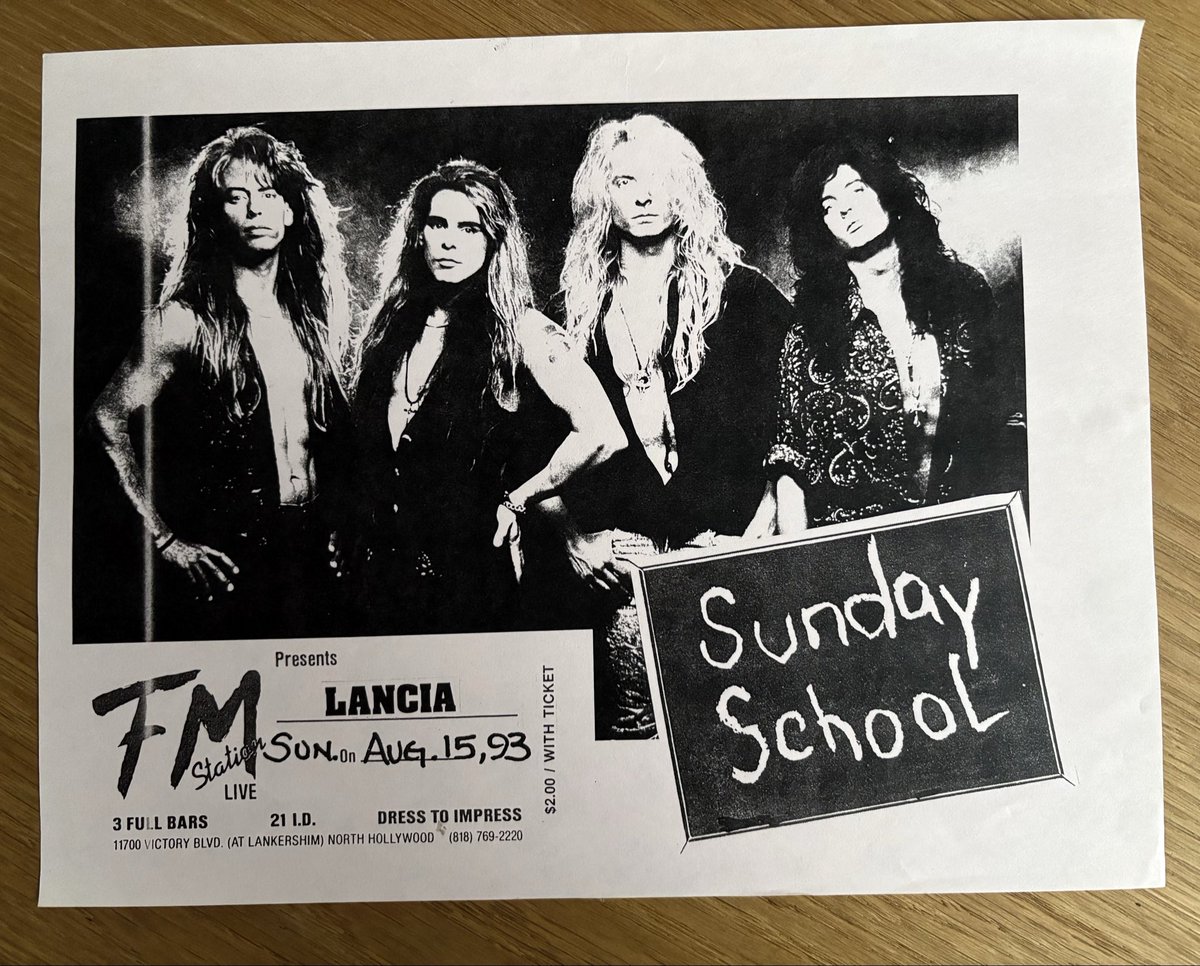 Sunday
School
Presents
LANCIA
FM
Station
LIVE
SUN. On AUG. 15, 93
$2.00 / WITH TICKET
3 FULL BARS 21 I.D. DRESS TO IMPRESS
11700 VICTORY BLVD. (AT LANKERSHIM) NORTH HOLLYWOOD (818) 769-2220